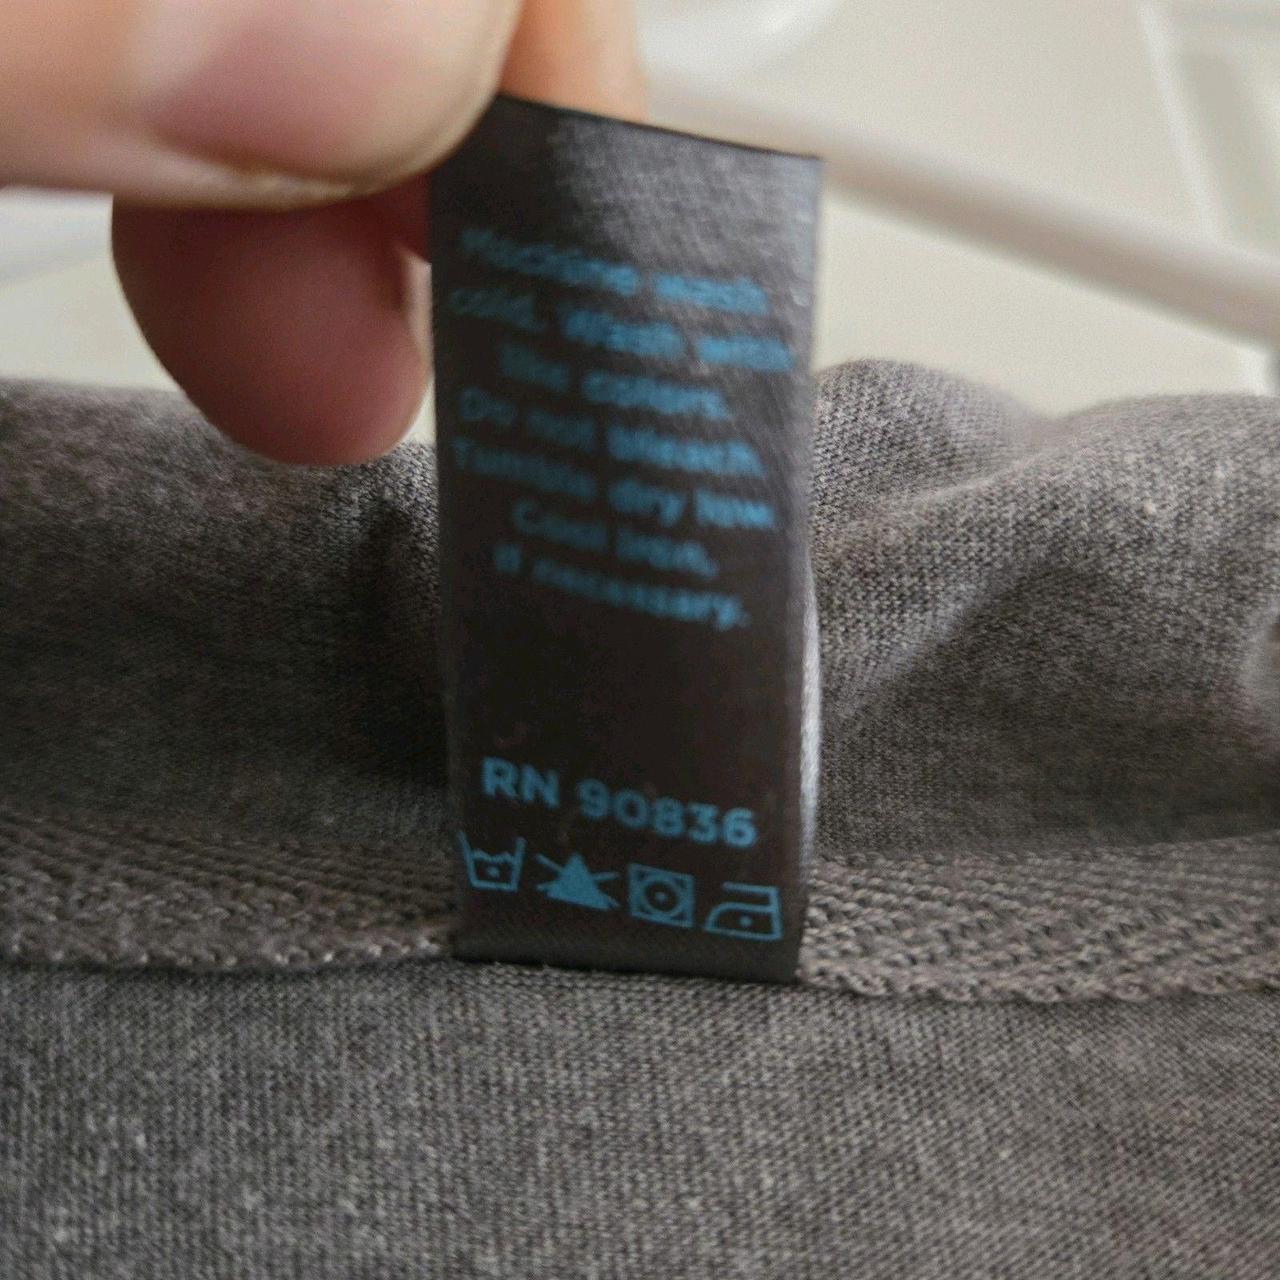 Machine wash
cold. Wash with
like colors.
Do not bleach
Tumble dry low.
Cool iron,
if necessary.
RN 90836